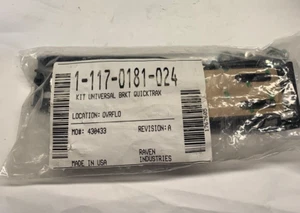 1-117-0181-024
KIT UNIVERSAL BRKT QUICKTRAX
LOCATION: OVRFLO
MO#: 430433
REVISION: A
MADE IN USA
RAVEN
INDUSTRIES